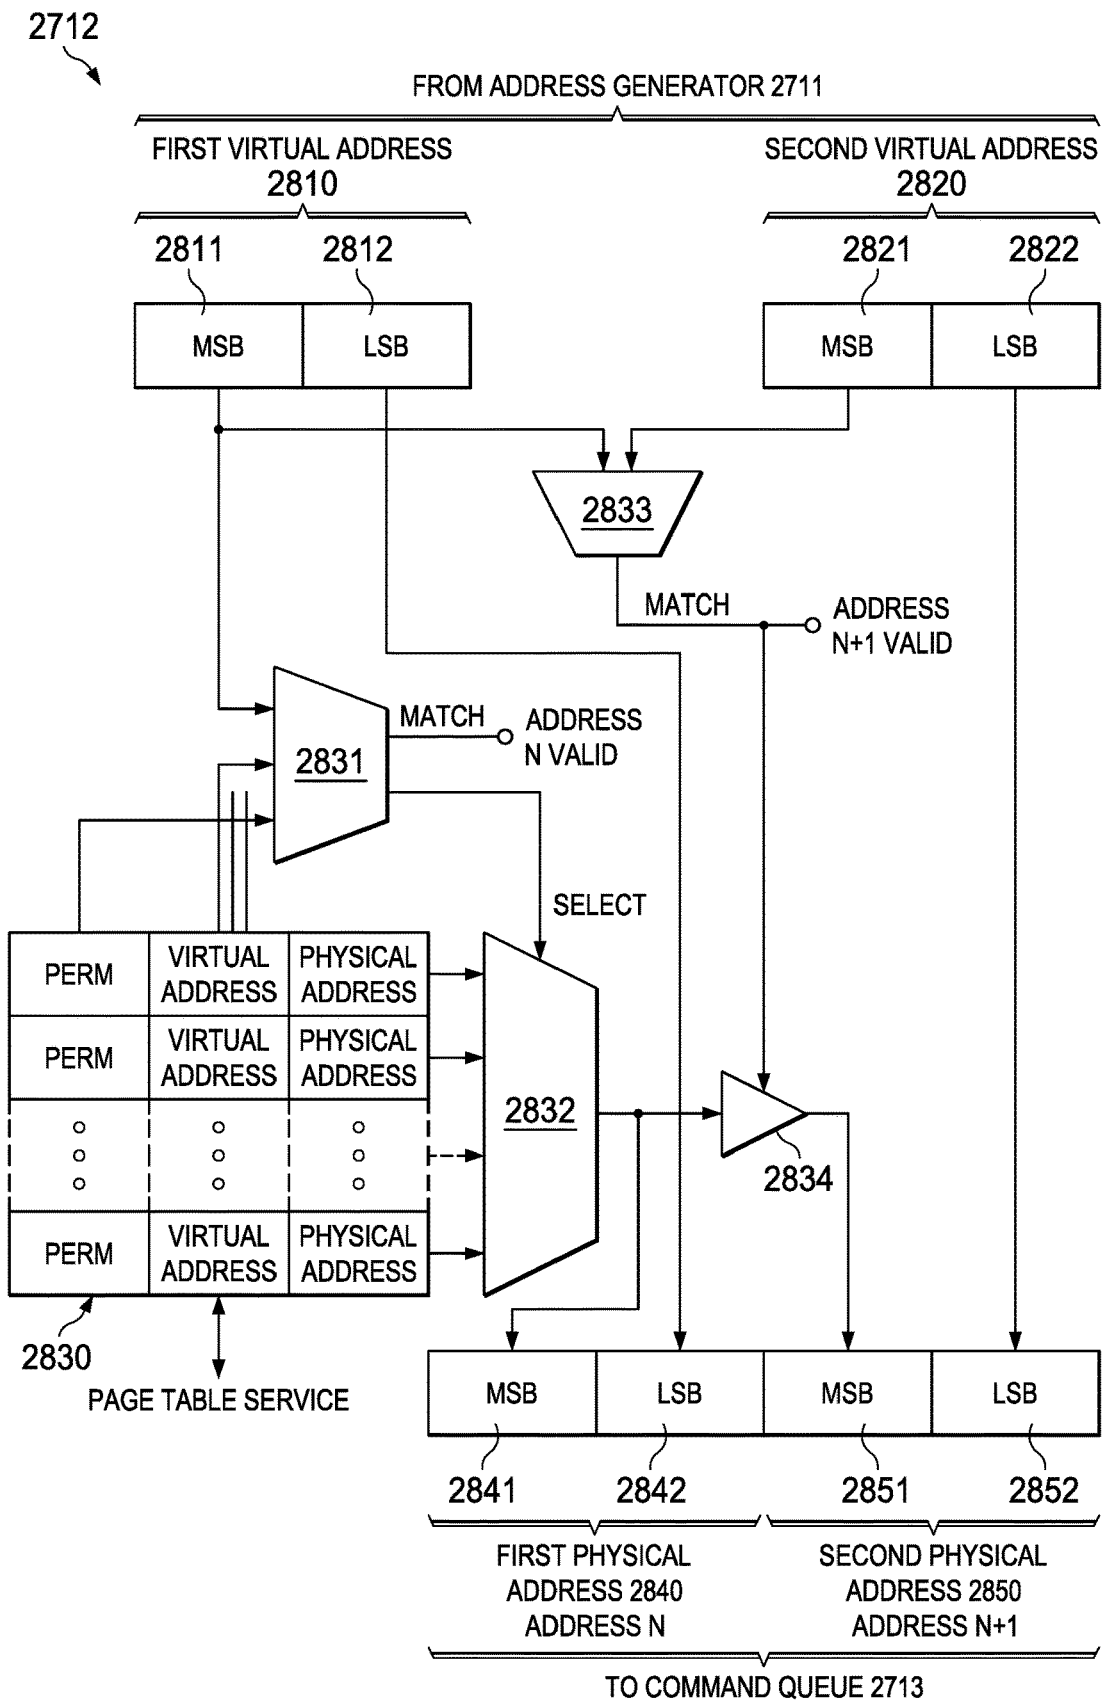 2712
FROM ADDRESS GENERATOR 2711
FIRST VIRTUAL ADDRESS
2810
SECOND VIRTUAL ADDRESS
2820
2811
2812
2821
2822
MSB
LSB
MSB
LSB
2833
MATCH
ADDRESS
N+1 VALID
2831
MATCH
ADDRESS
N VALID
SELECT
PERM
VIRTUAL
ADDRESS
PHYSICAL
ADDRESS
PERM
VIRTUAL
ADDRESS
PHYSICAL
ADDRESS
2832
2834
PERM
VIRTUAL
ADDRESS
PHYSICAL
ADDRESS
2830
PAGE TABLE SERVICE
MSB
LSB
MSB
LSB
2841
2842
2851
2852
FIRST PHYSICAL
ADDRESS 2840
ADDRESS N
SECOND PHYSICAL
ADDRESS 2850
ADDRESS N+1
TO COMMAND QUEUE 2713